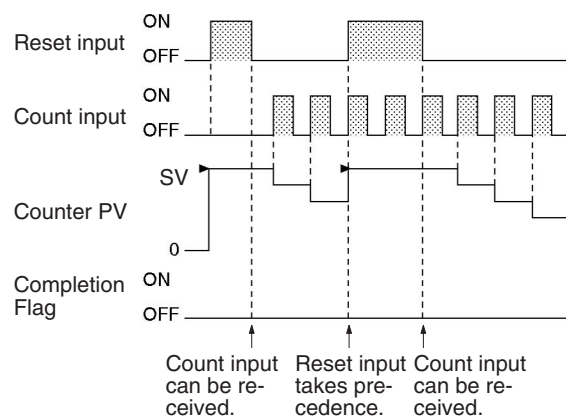 ON
Reset input
OFF
ON
Count input
OFF
SV
Counter PV
0
Completion
Flag
ON
OFF
Count input
can be re-
ceived.
Reset input
takes pre-
cedence.
Count input
can be re-
ceived.